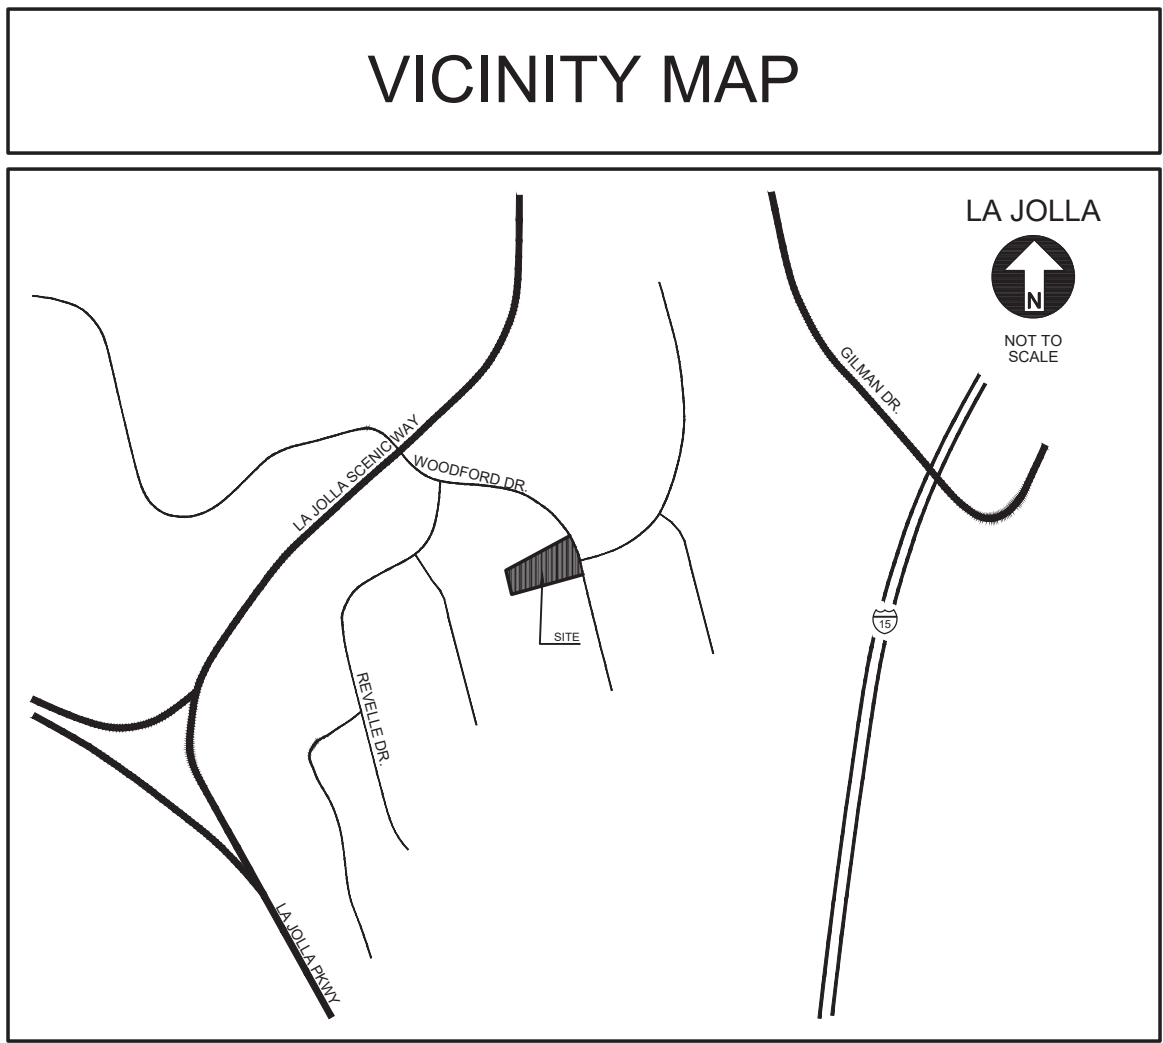 VICINITY MAP
LA JOLLA
N
NOT TO
SCALE
GILMAN DR.
LA JOLLA SCENIC WAY
WOODFORD DR.
15
SITE
REVELLE DR.
LA JOLLA PKWY